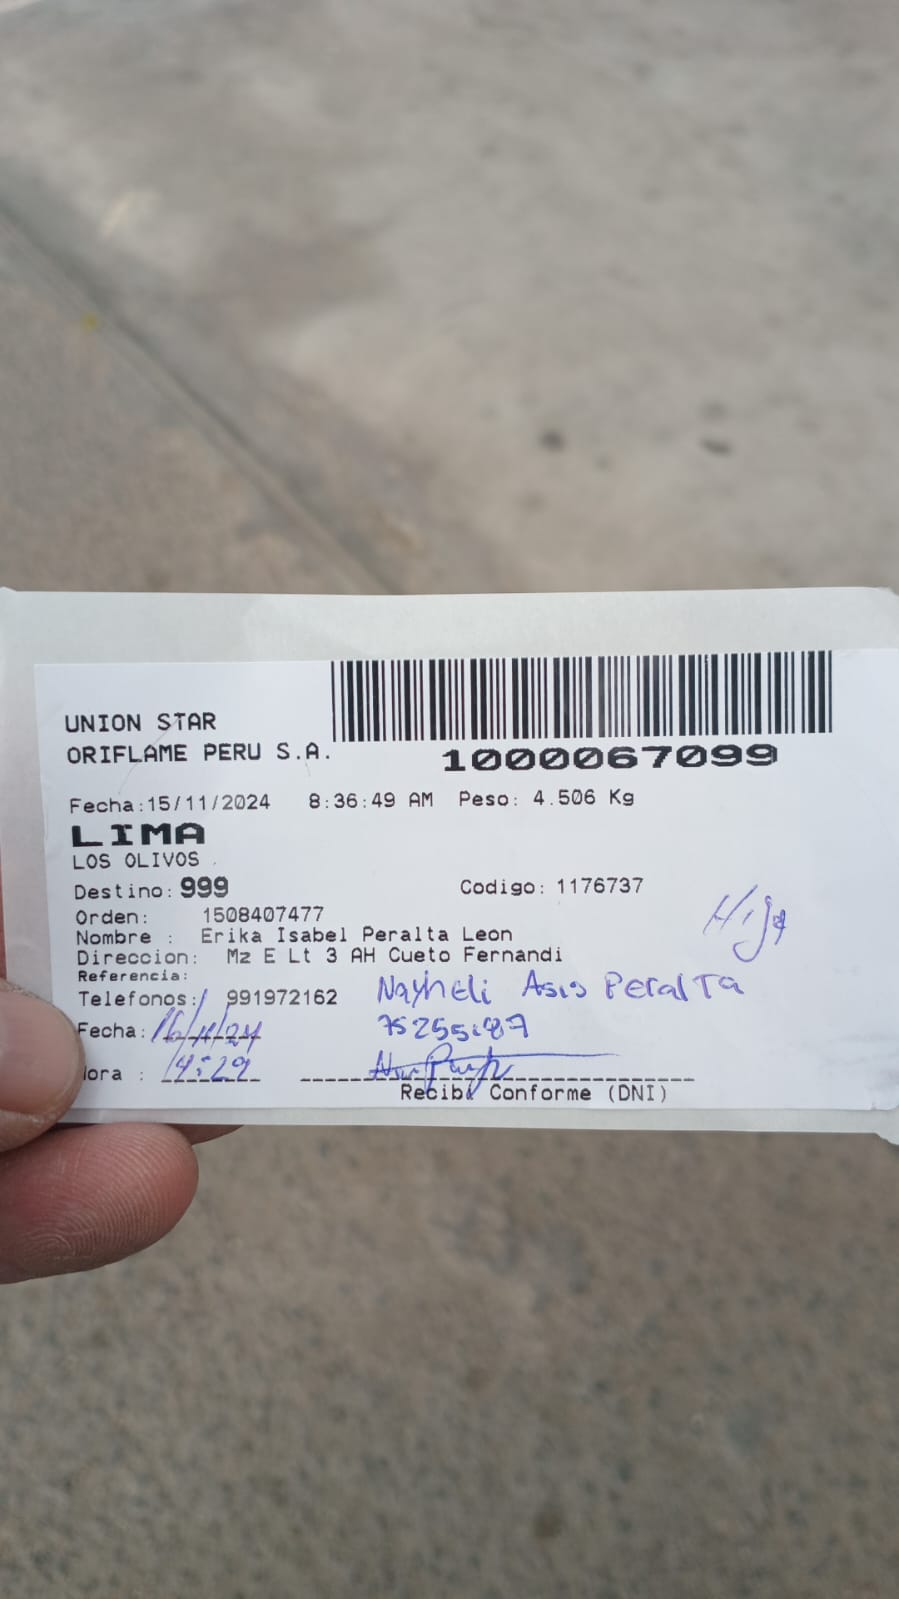 UNION STAR
ORIFLAME PERU S.A.
1000067099
Fecha:15/11/2024 8:36:49 AM Peso: 4.506 Kg
LIMA
LOS OLIVOS
Destino: 999 Codigo: 1176737
Orden: 1508407477
Hija
Nombre : Erika Isabel Peralta Leon
Direccion: Mz E Lt 3 AH Cueto Fernandi
Referencia:
Telefonos:/ 991972162 Nayheli Asis Peralta
Fecha: 16/11/24
Hora : 14:29
Recibi Conforme (DNI)